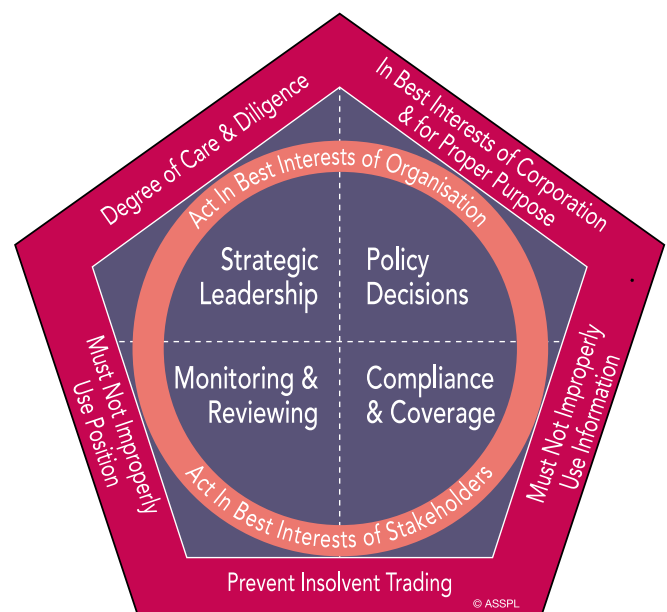 Degree of Care & Diligence
In Best Interests of Corporation
& for Proper Purpose
Act In Best Interests of Organisation
Strategic
Leadership
Policy
Decisions
Monitoring &
Reviewing
Compliance
& Coverage
Must Not Improperly
Use Position
Must Not Improperly
Use Information
Act In Best Interests of Stakeholders
Prevent Insolvent Trading
© ASSPL